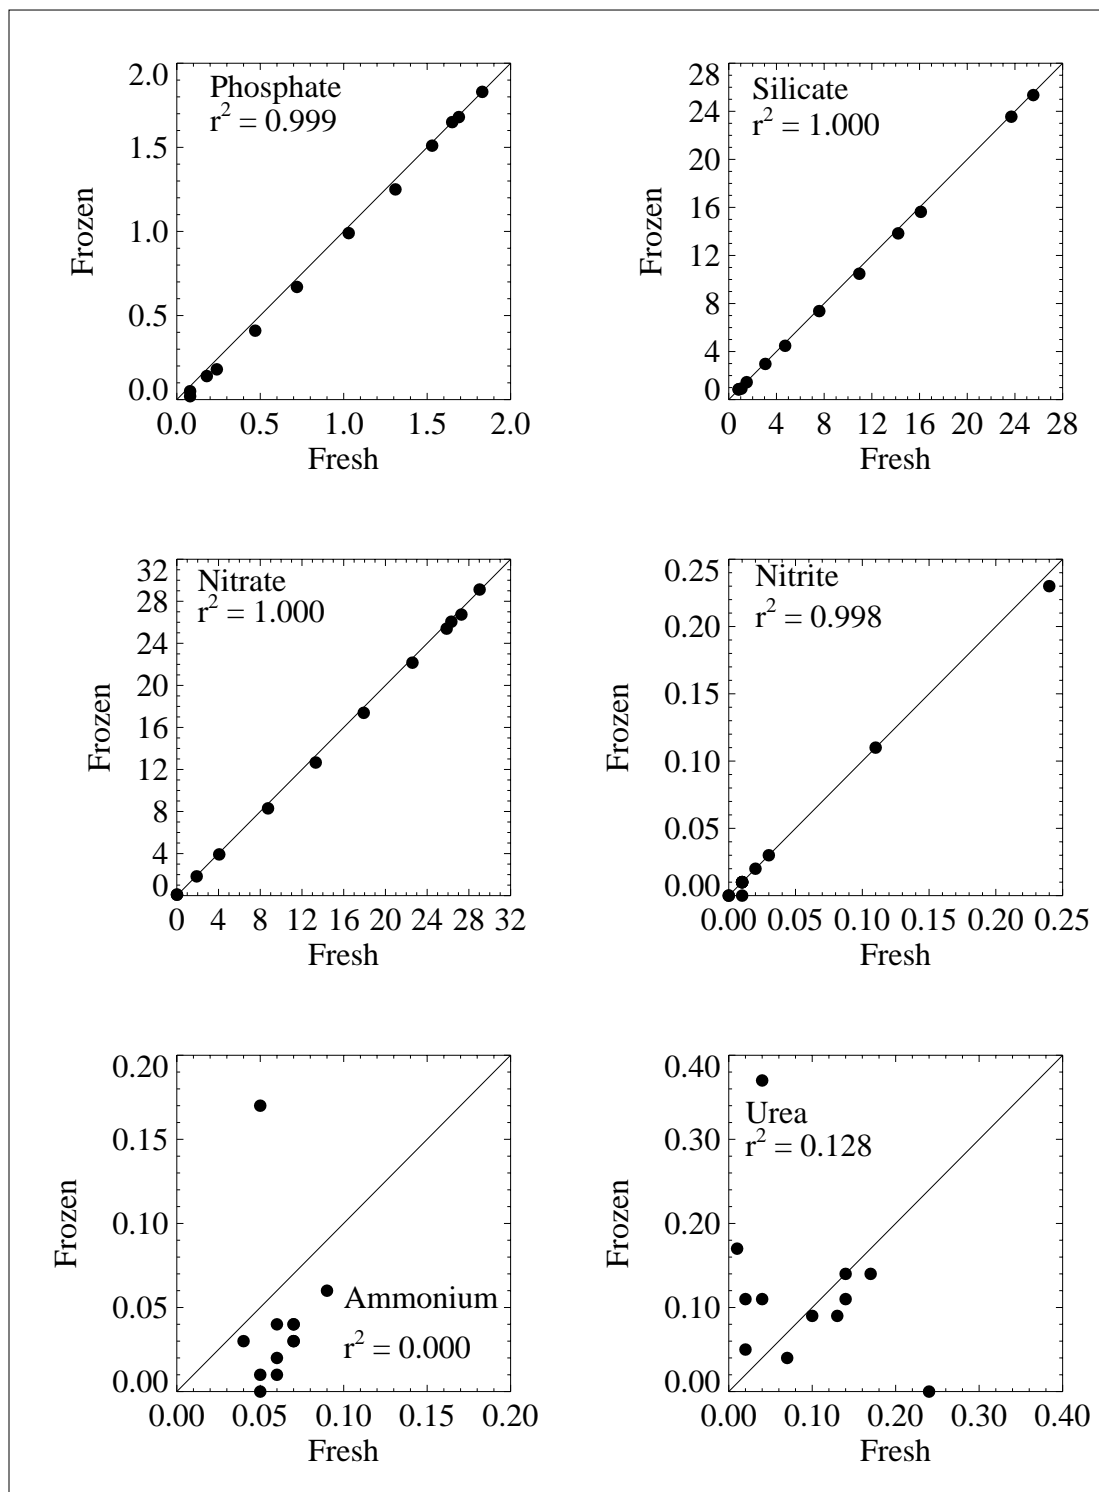 Phosphate
r² = 0.999
2.0
1.5
1.0
0.5
0.0
Frozen
0.0 0.5 1.0 1.5 2.0
Fresh
Silicate
r² = 1.000
28
24
20
16
12
8
4
0
Frozen
0 4 8 12 16 20 24 28
Fresh
Nitrate
r² = 1.000
32
28
24
20
16
12
8
4
0
Frozen
0 4 8 12 16 20 24 28 32
Fresh
Nitrite
r² = 0.998
0.25
0.20
0.15
0.10
0.05
0.00
Frozen
0.00 0.05 0.10 0.15 0.20 0.25
Fresh
0.20
0.15
0.10
0.05
0.00
Frozen
Ammonium
r² = 0.000
0.00 0.05 0.10 0.15 0.20
Fresh
Urea
r² = 0.128
0.40
0.30
0.20
0.10
0.00
Frozen
0.00 0.10 0.20 0.30 0.40
Fresh